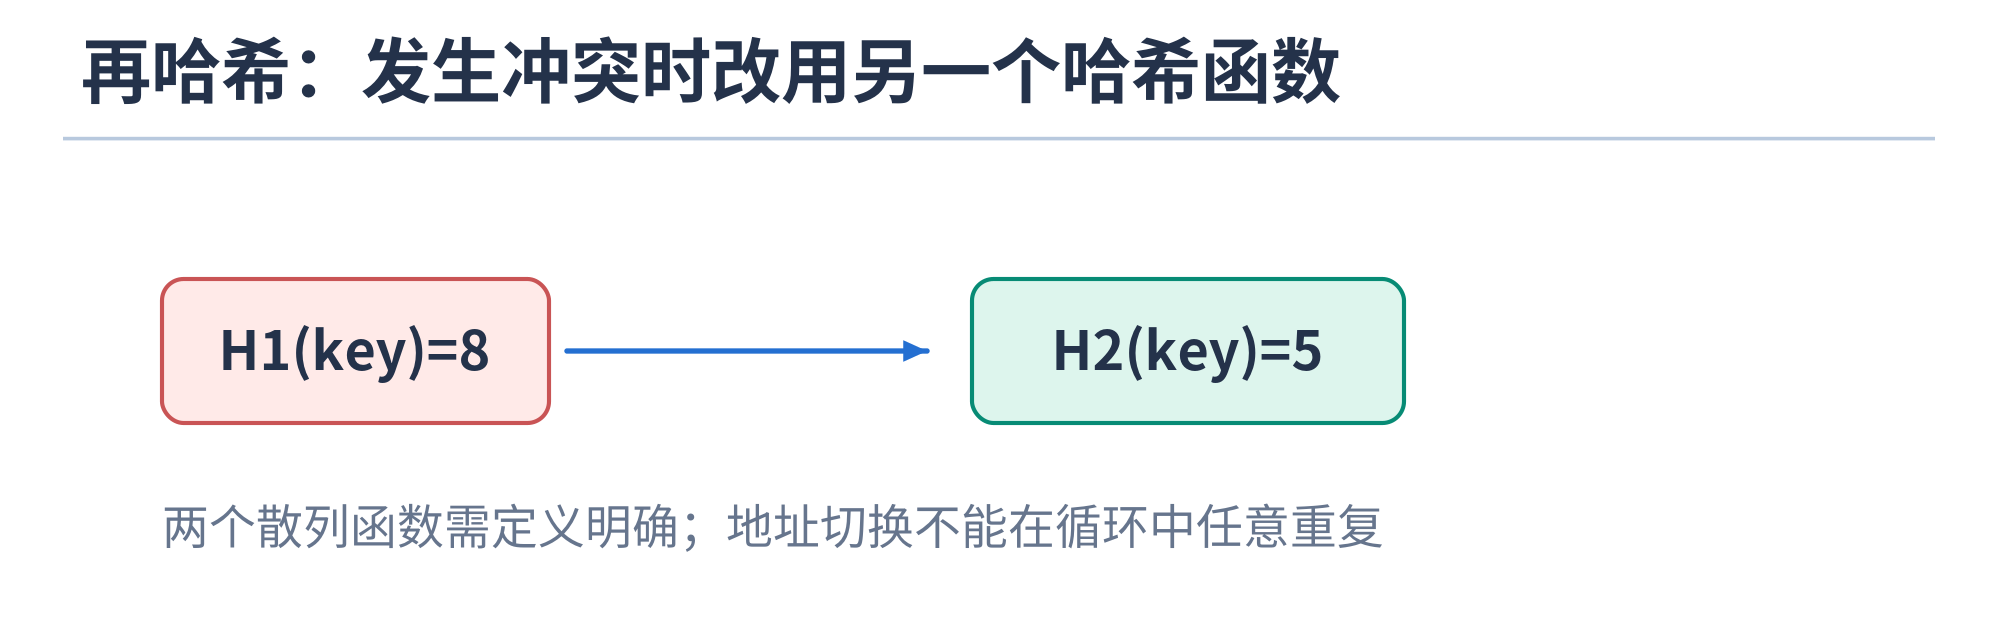 再哈希：发生冲突时改用另一个哈希函数
H1(key)=8
H2(key)=5
两个散列函数需定义明确；地址切换不能在循环中任意重复